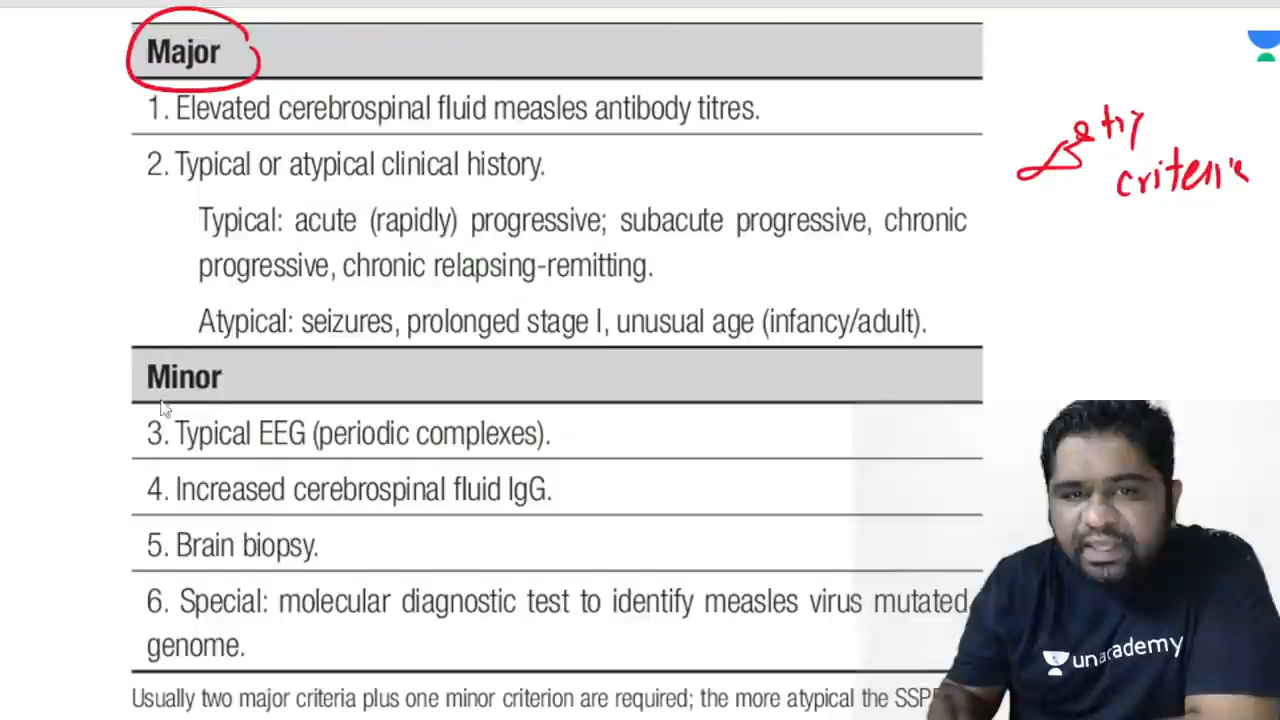 Major
1. Elevated cerebrospinal fluid measles antibody titres.
2. Typical or atypical clinical history.
Typical: acute (rapidly) progressive; subacute progressive, chronic
progressive, chronic relapsing-remitting.
Atypical: seizures, prolonged stage I, unusual age (infancy/adult).
Minor
3. Typical EEG (periodic complexes).
4. Increased cerebrospinal fluid IgG.
5. Brain biopsy.
6. Special: molecular diagnostic test to identify measles virus mutated
genome.
Usually two major criteria plus one minor criterion are required; the more atypical the
criteria
unacademy